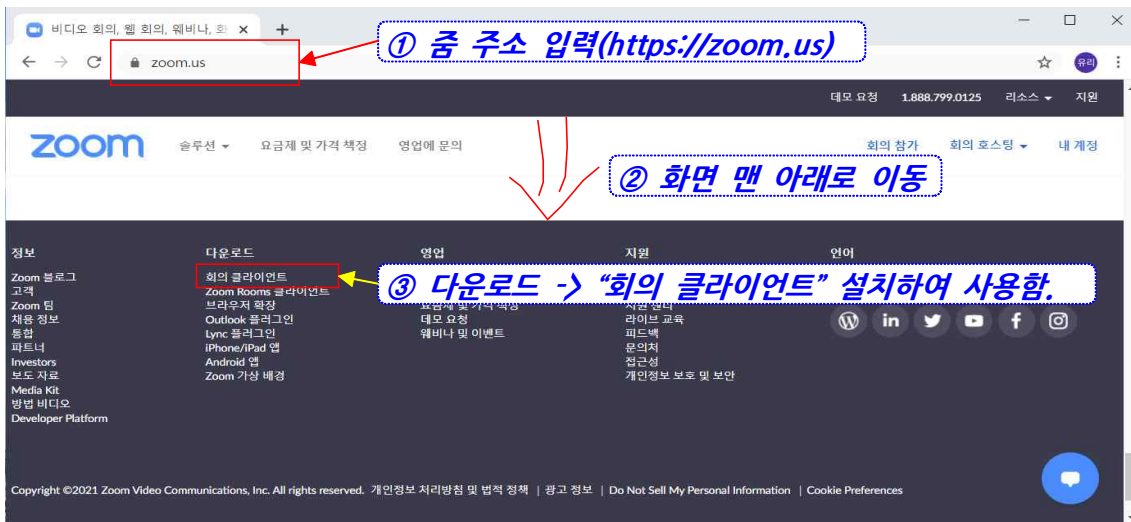 비디오 회의, 웹 회의, 웨비나, 화
① 줌 주소 입력(https://zoom.us)
zoom.us
유리
데모 요청 1.888.799.0125 리소스 지원
zoom 솔루션 요금제 및 가격 책정 영업에 문의 회의 참가 회의 호스팅 내 계정
② 화면 맨 아래로 이동
정보 다운로드 영업 지원 언어
Zoom 블로그 회의 클라이언트
③ 다운로드 -> “회의 클라이언트” 설치하여 사용함.
고객 Zoom Rooms 클라이언트
Zoom 팀 브라우저 확장
채용 정보 Outlook 플러그인 데모 요청 라이브 교육
통합 Lync 플러그인 웨비나 및 이벤트 피드백
파트너 iPhone/iPad 앱 문의처
Investors Android 앱 접근성
보도 자료 Zoom 가상 배경 개인정보 보호 및 보안
Media Kit
방법 비디오
Developer Platform
Copyright ©2021 Zoom Video Communications, Inc. All rights reserved. 개인정보 처리방침 및 법적 정책 | 광고 정보 | Do Not Sell My Personal Information | Cookie Preferences